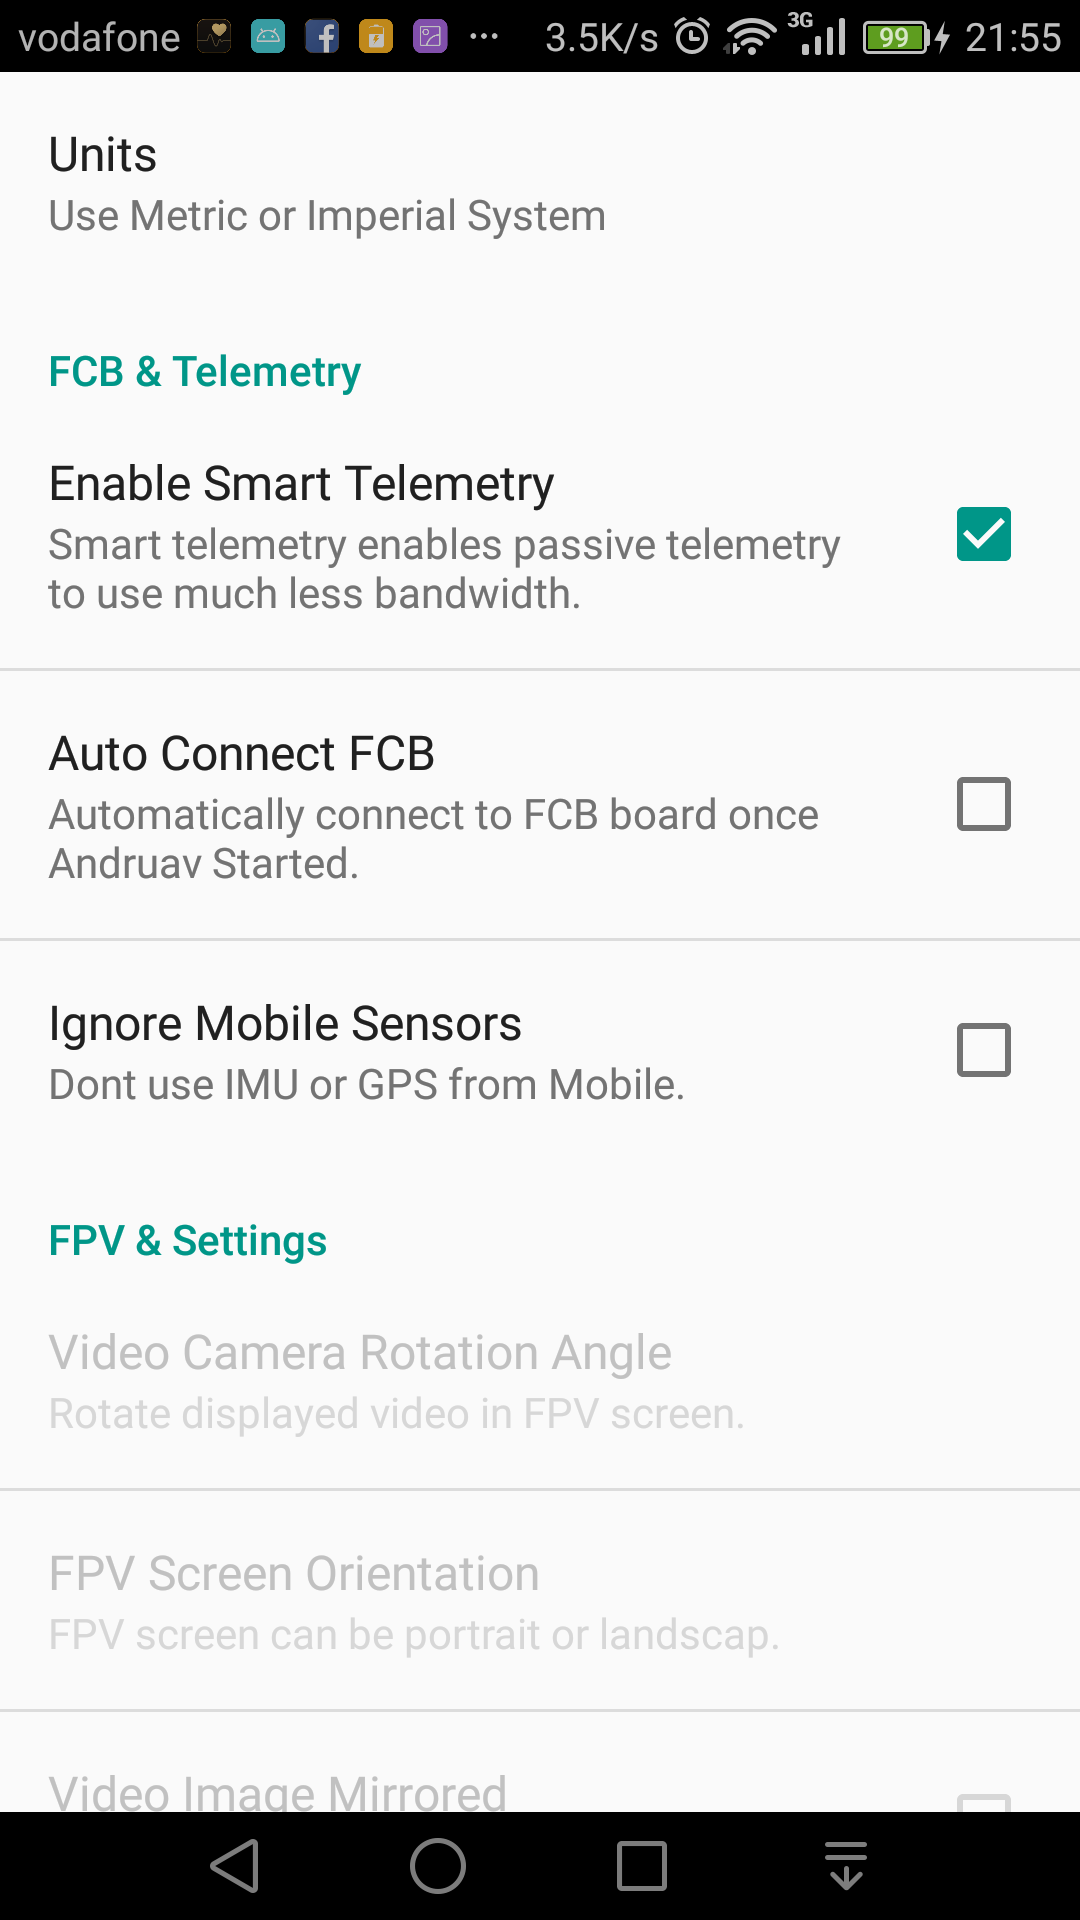 vodafone 3.5K/s 3G 99 21:55
Units
Use Metric or Imperial System
FCB & Telemetry
Enable Smart Telemetry
Smart telemetry enables passive telemetry
to use much less bandwidth.
Auto Connect FCB
Automatically connect to FCB board once
Andruav Started.
Ignore Mobile Sensors
Dont use IMU or GPS from Mobile.
FPV & Settings
Video Camera Rotation Angle
Rotate displayed video in FPV screen.
FPV Screen Orientation
FPV screen can be portrait or landscap.
Video Image Mirrored